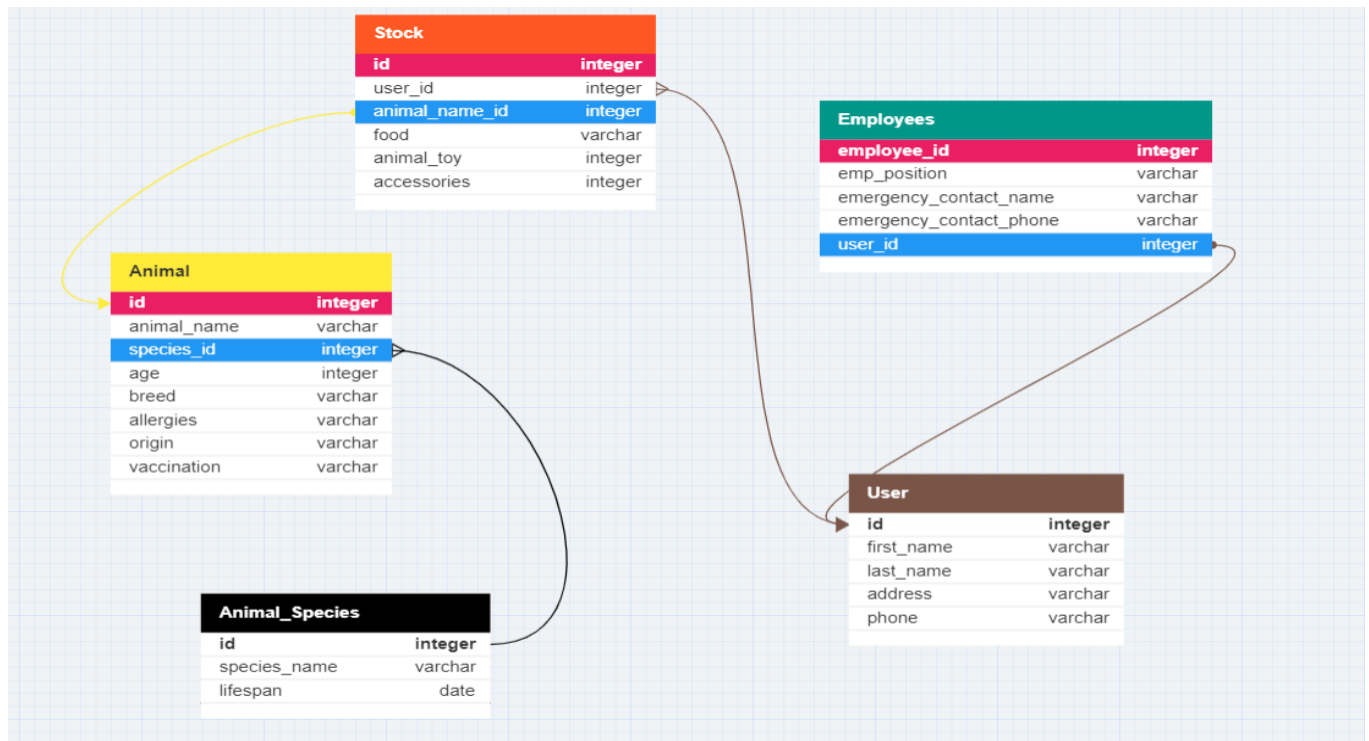 Stock
id integer
user_id integer
animal_name_id integer
food varchar
animal_toy integer
accessories integer
Employees
employee_id integer
emp_position varchar
emergency_contact_name varchar
emergency_contact_phone varchar
user_id integer
Animal
id integer
animal_name varchar
species_id integer
age integer
breed varchar
allergies varchar
origin varchar
vaccination varchar
User
id integer
first_name varchar
last_name varchar
address varchar
phone varchar
Animal_Species
id integer
species_name varchar
lifespan date